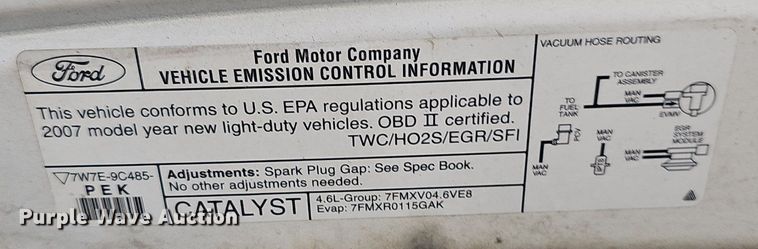 Ford
Ford Motor Company
VEHICLE EMISSION CONTROL INFORMATION
This vehicle conforms to U.S. EPA regulations applicable to
2007 model year new light-duty vehicles. OBD II certified.
TWC/HO2S/EGR/SFI
7W7E-9C485-
PEK
Adjustments: Spark Plug Gap: See Spec Book.
No other adjustments needed.
CATALYST
4.6L-Group: 7FMXV04.6VE8
Evap: 7FMXR0115GAK
VACUUM HOSE ROUTING
TO CANISTER
ASSEMBLY
MAN
VAC
TO
FUEL
TANK
EVMV
PCV
MAN
VAC
MAN
VAC
EGR
SYSTEM
MODULE
MAN
VAC
Purple Wave Auction